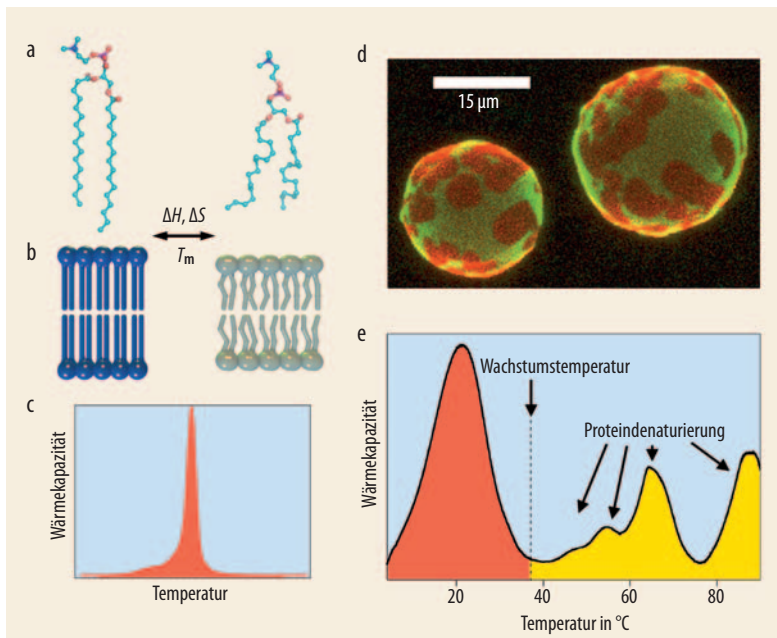 a
ΔH, ΔS
Tm
b
c
Wärmekapazität
Temperatur
d
15 µm
e
Wachstumstemperatur
Proteindenaturierung
Wärmekapazität
20 40 60 80
Temperatur in °C